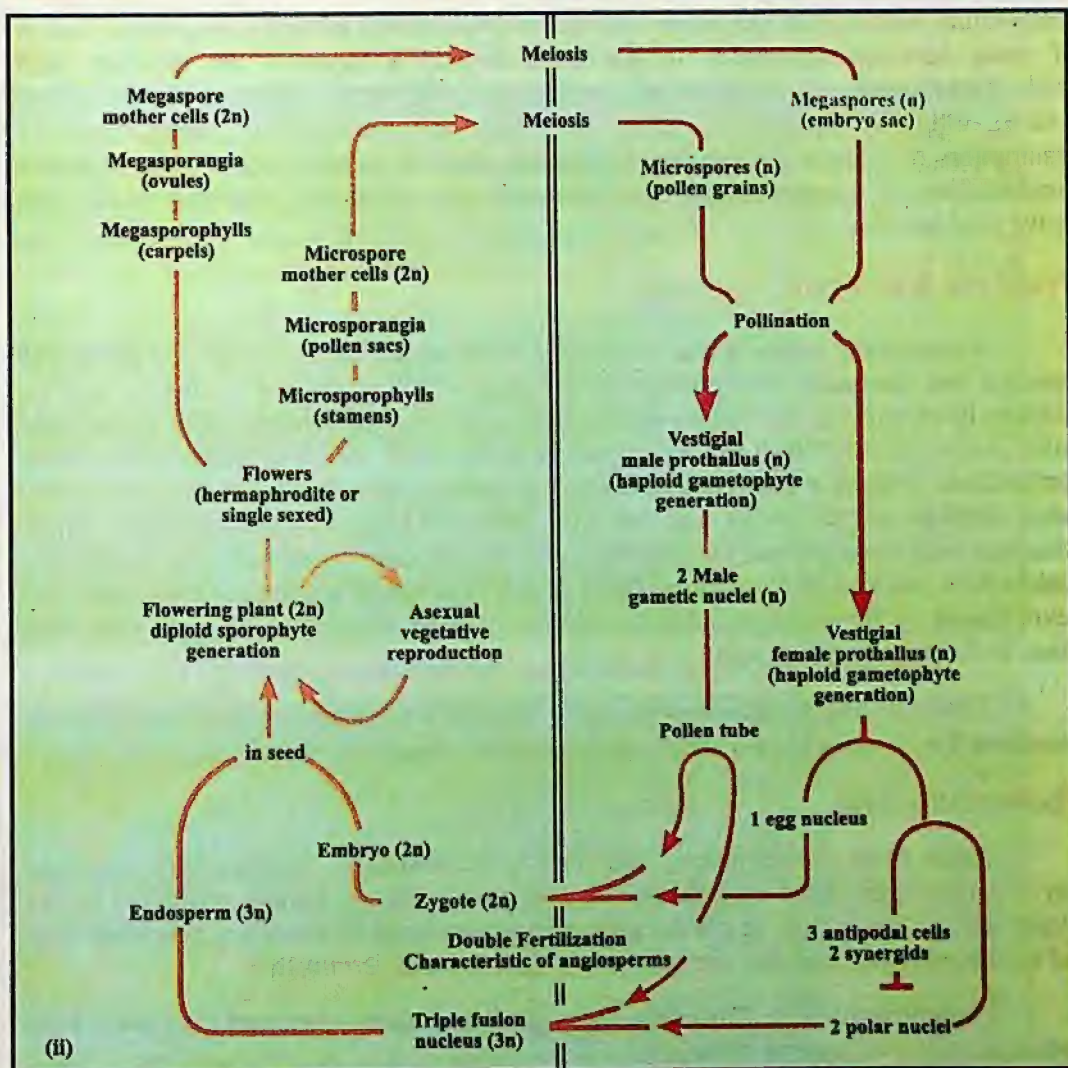 Meiosis
Megaspore
mother cells (2n)
Megasporangia
(ovules)
Megasporophylls
(carpels)
Meiosis
Microspore
mother cells (2n)
Microsporangia
(pollen sacs)
Microsporophylls
(stamens)
Flowers
(hermaphrodite or
single sexed)
Flowering plant (2n)
diploid sporophyte
generation
Asexual
vegetative
reproduction
in seed
Embryo (2n)
Endosperm (3n)
Megaspores (n)
(embryo sac)
Microspores (n)
(pollen grains)
Pollination
Vestigial
male prothallus (n)
(haploid gametophyte
generation)
2 Male
gametic nuclei (n)
Vestigial
female prothallus (n)
(haploid gametophyte
generation)
Pollen tube
1 egg nucleus
Zygote (2n)
Double Fertilization
Characteristic of angiosperms
3 antipodal cells
2 synergids
Triple fusion
nucleus (3n)
2 polar nuclei
(ii)